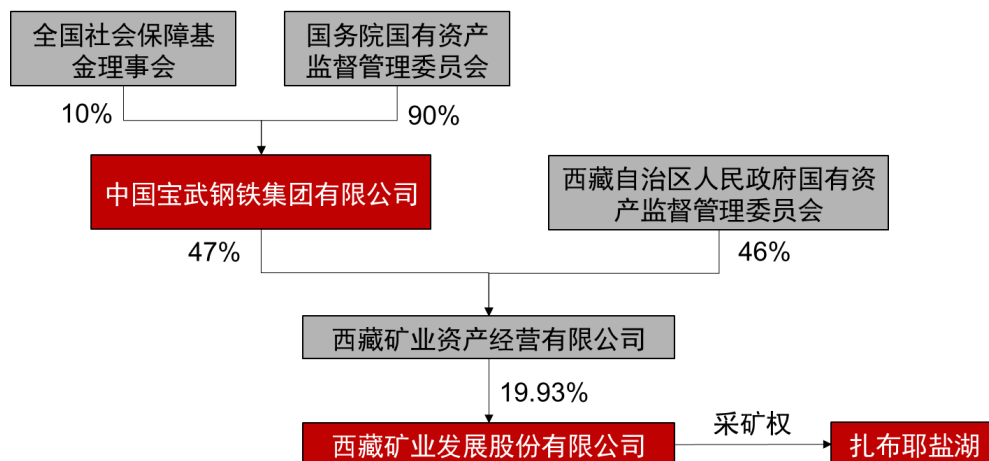 全国社会保障基
金理事会
国务院国有资产
监督管理委员会
10%
90%
中国宝武钢铁集团有限公司
西藏自治区人民政府国有资
产监督管理委员会
47%
46%
西藏矿业资产经营有限公司
19.93%
西藏矿业发展股份有限公司
采矿权
扎布耶盐湖